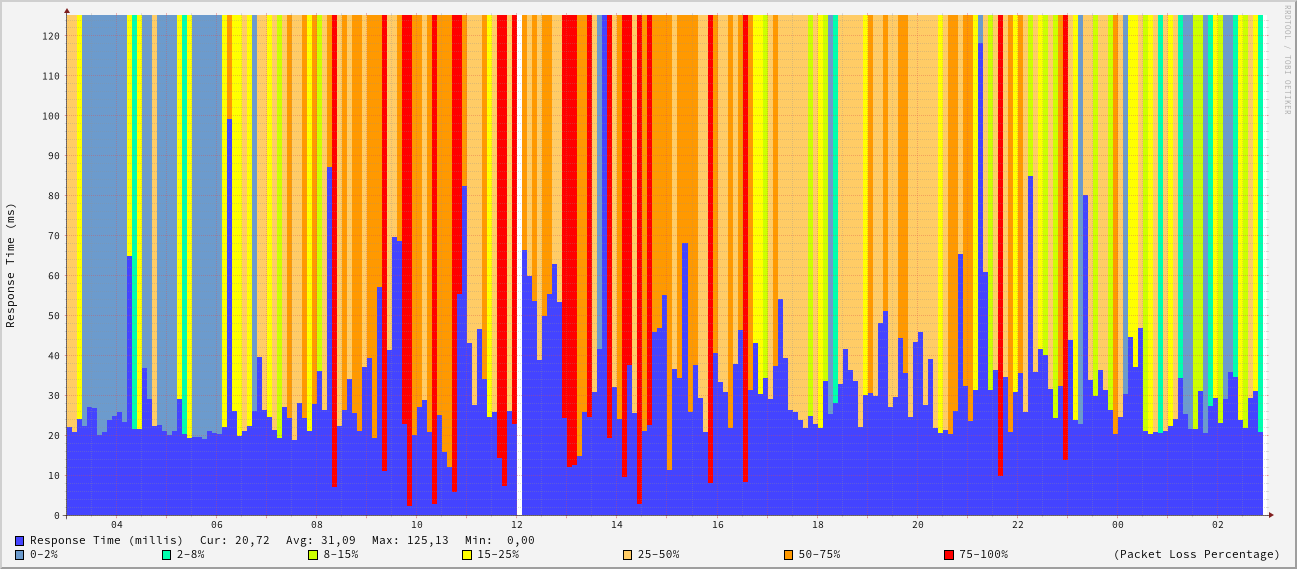 RRDTOOL / TOBI OETIKER
Response Time (ms)
120
110
100
90
80
70
60
50
40
30
20
10
0
04 06 08 10 12 14 16 18 20 22 00 02
Response Time (millis) Cur: 20,72 Avg: 31,09 Max: 125,13 Min: 0,00
0-2% 2-8% 8-15% 15-25% 25-50% 50-75% 75-100% (Packet Loss Percentage)